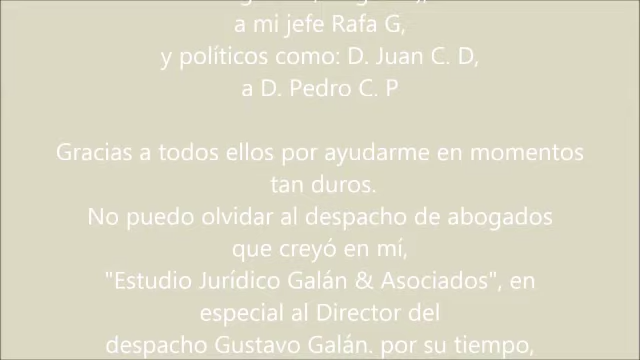 a mi jefe Rafa G,
y políticos como: D. Juan C. D,
a D. Pedro C. P
Gracias a todos ellos por ayudarme en momentos
tan duros.
No puedo olvidar al despacho de abogados
que creyó en mí,
"Estudio Jurídico Galán & Asociados", en
especial al Director del
despacho Gustavo Galán. por su tiempo,